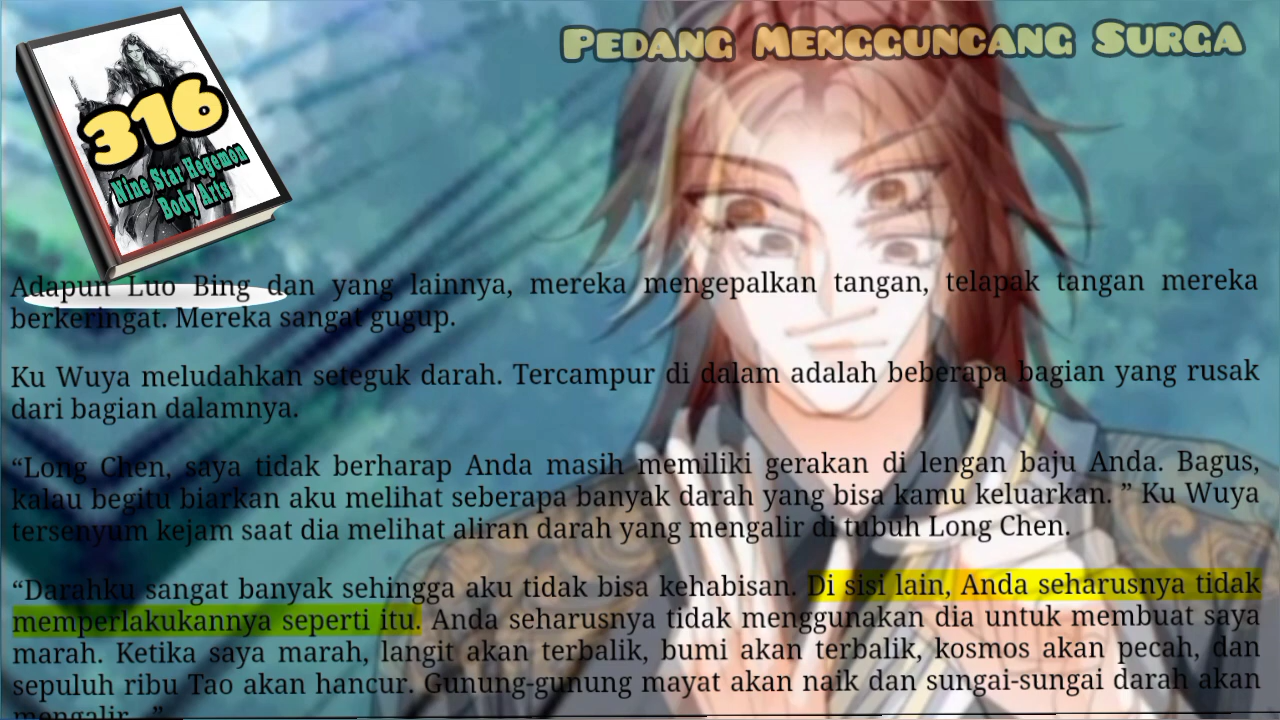 Pedang Mengguncang Surga
316
Nine Star Hegemon
Body Arts
Adapun Luo Bing dan yang lainnya, mereka mengepalkan tangan, telapak tangan mereka
berkeringat. Mereka sangat gugup.
Ku Wuya meludahkan seteguk darah. Tercampur di dalam adalah beberapa bagian yang rusak
dari bagian dalamnya.
“Long Chen, saya tidak berharap Anda masih memiliki gerakan di lengan baju Anda. Bagus,
kalau begitu biarkan aku melihat seberapa banyak darah yang bisa kamu keluarkan. ” Ku Wuya
tersenyum kejam saat dia melihat aliran darah yang mengalir di tubuh Long Chen.
“Darahku sangat banyak sehingga aku tidak bisa kehabisan. Di sisi lain, Anda seharusnya tidak
memperlakukannya seperti itu. Anda seharusnya tidak menggunakan dia untuk membuat saya
marah. Ketika saya marah, langit akan terbalik, bumi akan terbalik, kosmos akan pecah, dan
sepuluh ribu Tao akan hancur. Gunung-gunung mayat akan naik dan sungai-sungai darah akan
mengalir…”